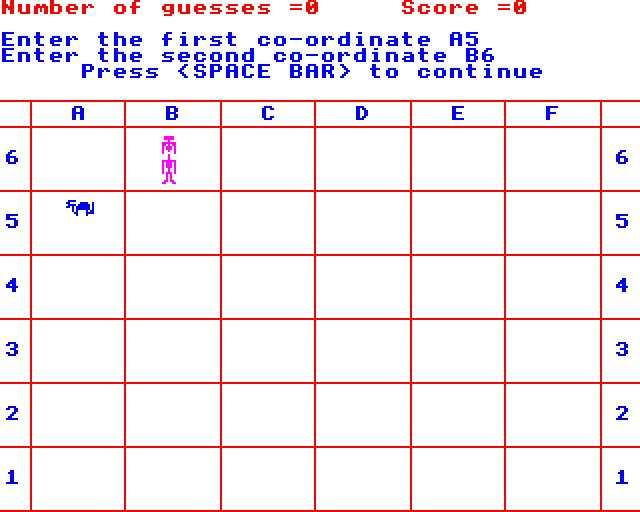 Number of guesses =0 Score =0
Enter the first co-ordinate A5
Enter the second co-ordinate B6
Press <SPACE BAR> to continue
A B C D E F
6 6
5 5
4 4
3 3
2 2
1 1